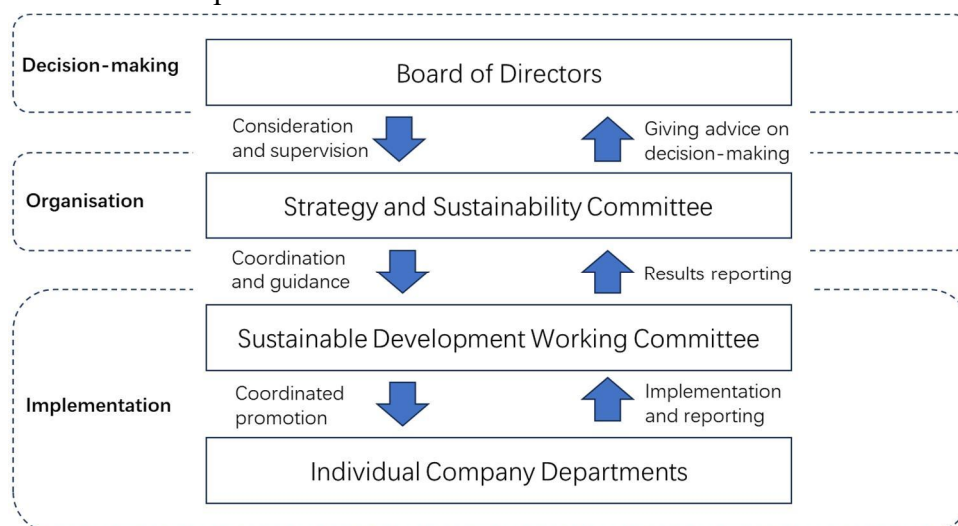 Decision-making
Board of Directors
Consideration
and supervision
Giving advice on
decision-making
Organisation
Strategy and Sustainability Committee
Coordination
and guidance
Results reporting
Sustainable Development Working Committee
Implementation
Coordinated
promotion
Implementation
and reporting
Individual Company Departments